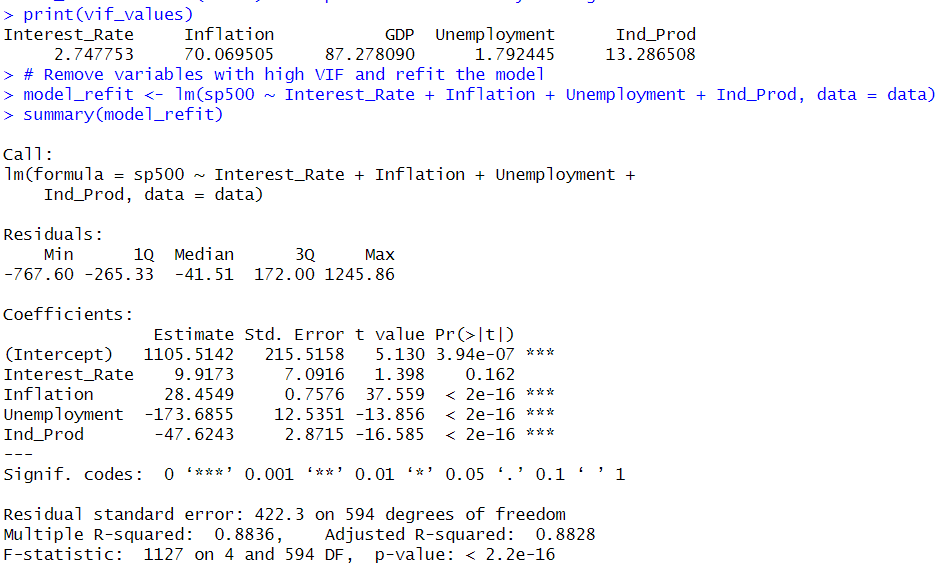 > print(vif_values)
Interest_Rate     Inflation           GDP  Unemployment      Ind_Prod
     2.747753     70.069505     87.278090      1.792445     13.286508
> # Remove variables with high VIF and refit the model
> model_refit <- lm(sp500 ~ Interest_Rate + Inflation + Unemployment + Ind_Prod, data = data)
> summary(model_refit)

Call:
lm(formula = sp500 ~ Interest_Rate + Inflation + Unemployment +
    Ind_Prod, data = data)

Residuals:
    Min      1Q  Median      3Q     Max
-767.60 -265.33  -41.51  172.00 1245.86

Coefficients:
               Estimate Std. Error t value Pr(>|t|)
(Intercept)   1105.5142   215.5158   5.130 3.94e-07 ***
Interest_Rate    9.9173     7.0916   1.398    0.162
Inflation       28.4549     0.7576  37.559  < 2e-16 ***
Unemployment  -173.6855    12.5351 -13.856  < 2e-16 ***
Ind_Prod       -47.6243     2.8715 -16.585  < 2e-16 ***
---
Signif. codes:  0 ‘***’ 0.001 ‘**’ 0.01 ‘*’ 0.05 ‘.’ 0.1 ‘ ’ 1

Residual standard error: 422.3 on 594 degrees of freedom
Multiple R-squared:  0.8836,	Adjusted R-squared:  0.8828
F-statistic:  1127 on 4 and 594 DF,  p-value: < 2.2e-16